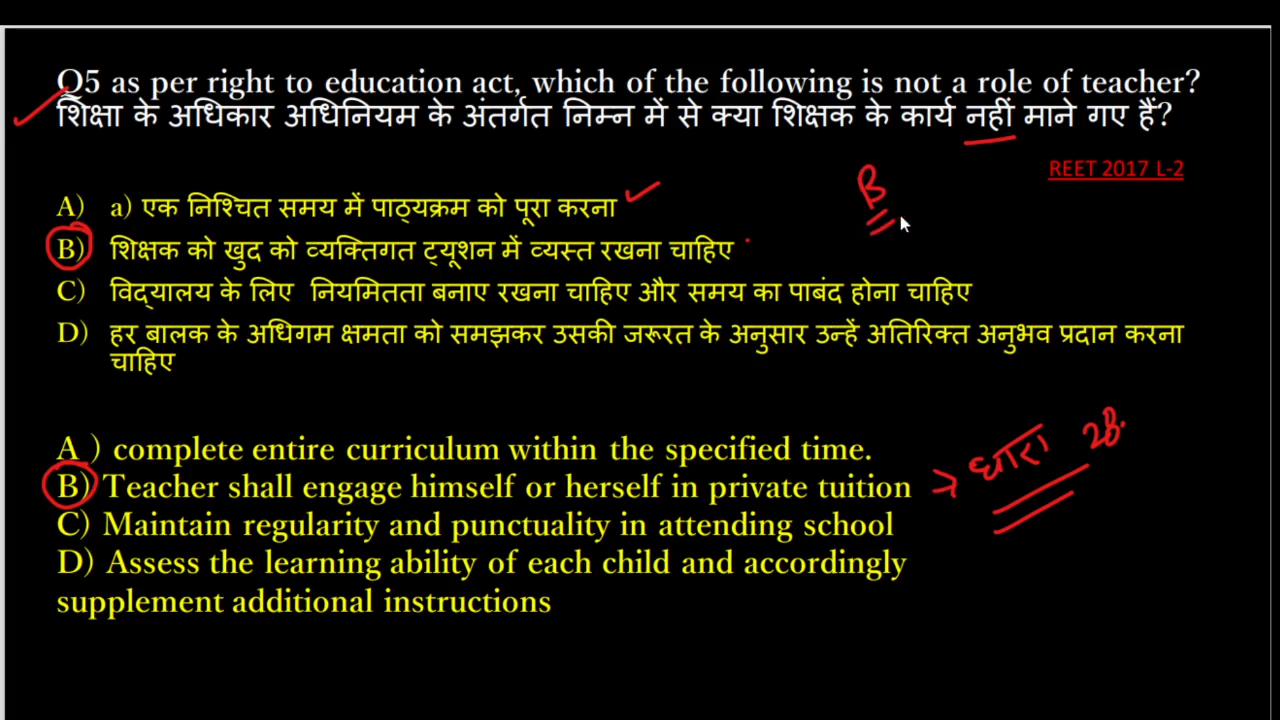 Q5 as per right to education act, which of the following is not a role of teacher?
शिक्षा के अधिकार अधिनियम के अंतर्गत निम्न में से क्या शिक्षक के कार्य नहीं माने गए हैं?
REET 2017 L-2
A) a) एक निश्चित समय में पाठ्यक्रम को पूरा करना
B
B) शिक्षक को खुद को व्यक्तिगत ट्यूशन में व्यस्त रखना चाहिए
C) विद्यालय के लिए नियमितता बनाए रखना चाहिए और समय का पाबंद होना चाहिए
D) हर बालक के अधिगम क्षमता को समझकर उसकी जरूरत के अनुसार उन्हें अतिरिक्त अनुभव प्रदान करना
चाहिए
A ) complete entire curriculum within the specified time.
B) Teacher shall engage himself or herself in private tuition
धारा 28.
C) Maintain regularity and punctuality in attending school
D) Assess the learning ability of each child and accordingly
supplement additional instructions